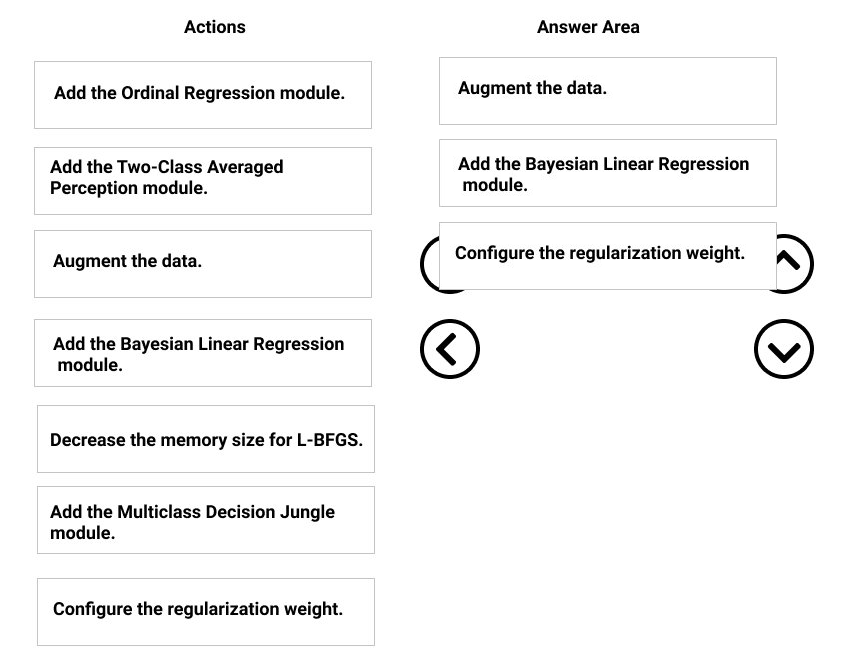 Actions
Answer Area
Add the Ordinal Regression module.
Add the Two-Class Averaged
Perception module.
Augment the data.
Add the Bayesian Linear Regression
module.
Decrease the memory size for L-BFGS.
Add the Multiclass Decision Jungle
module.
Configure the regularization weight.
Augment the data.
Add the Bayesian Linear Regression
module.
Configure the regularization weight.